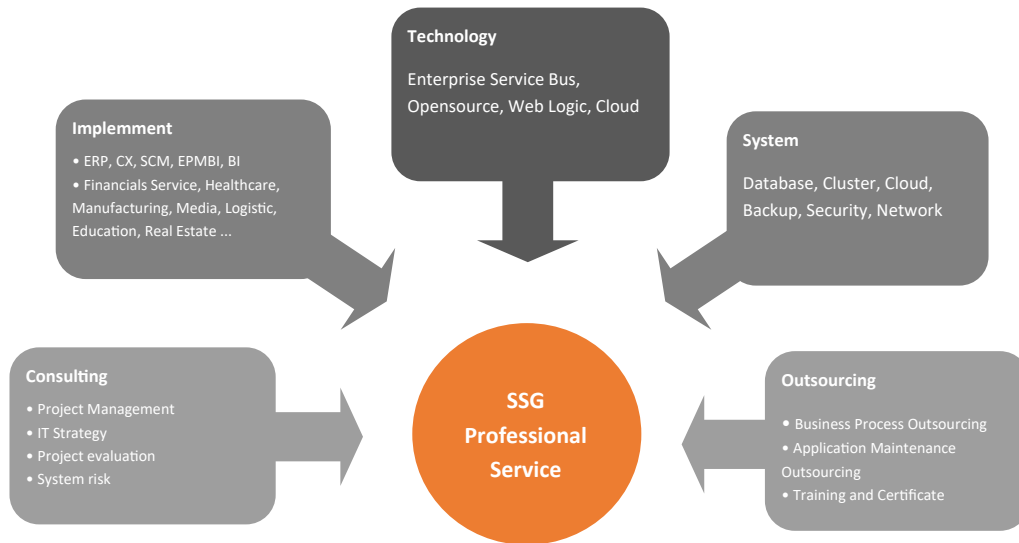 Technology
Enterprise Service Bus,
Opensource, Web Logic, Cloud
Implemment
• ERP, CX, SCM, EPMBI, BI
• Financials Service, Healthcare,
Manufacturing, Media, Logistic,
Education, Real Estate ...
System
Database, Cluster, Cloud,
Backup, Security, Network
Consulting
• Project Management
• IT Strategy
• Project evaluation
• System risk
SSG
Professional
Service
Outsourcing
• Business Process Outsourcing
• Application Maintenance
Outsourcing
• Training and Certificate